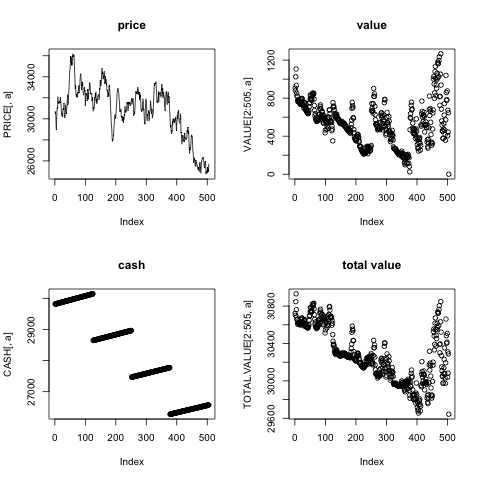 price
PRICE[, a]
26000 30000 34000
0 100 200 300 400 500
Index
value
VALUE[2:505, a]
0 400 800 1200
0 100 200 300 400 500
Index
cash
CASH[, a]
27000 29000
0 100 200 300 400 500
Index
total value
TOTAL.VALUE[2:505, a]
29600 30000 30400 30800
0 100 200 300 400 500
Index